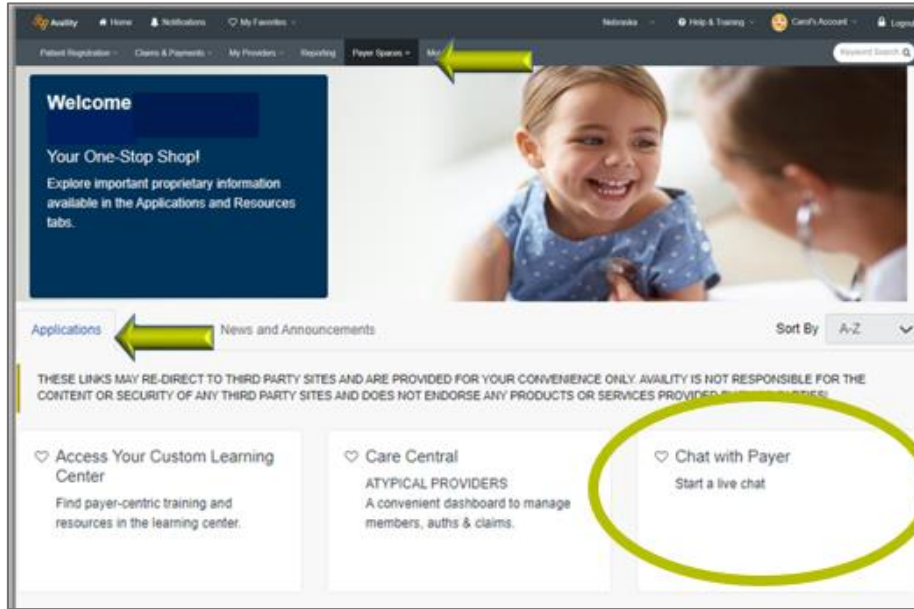 Availity Home Notifications My Favorites Nebraska Help & Training Carol's Account Logout
Patient Registration Claims & Payments My Providers Reporting Payer Spaces Keyword Search
Welcome
Your One-Stop Shop!
Explore important proprietary information
available in the Applications and Resources
tabs.
Applications News and Announcements Sort By A-Z
THESE LINKS MAY RE-DIRECT TO THIRD PARTY SITES AND ARE PROVIDED FOR YOUR CONVENIENCE ONLY. AVAILITY IS NOT RESPONSIBLE FOR THE
CONTENT OR SECURITY OF ANY THIRD PARTY SITES AND DOES NOT ENDORSE ANY PRODUCTS OR SERVICES PROVIDED
Access Your Custom Learning
Center
Find payer-centric training and
resources in the learning center.
Care Central
ATYPICAL PROVIDERS
A convenient dashboard to manage
members, auths & claims.
Chat with Payer
Start a live chat